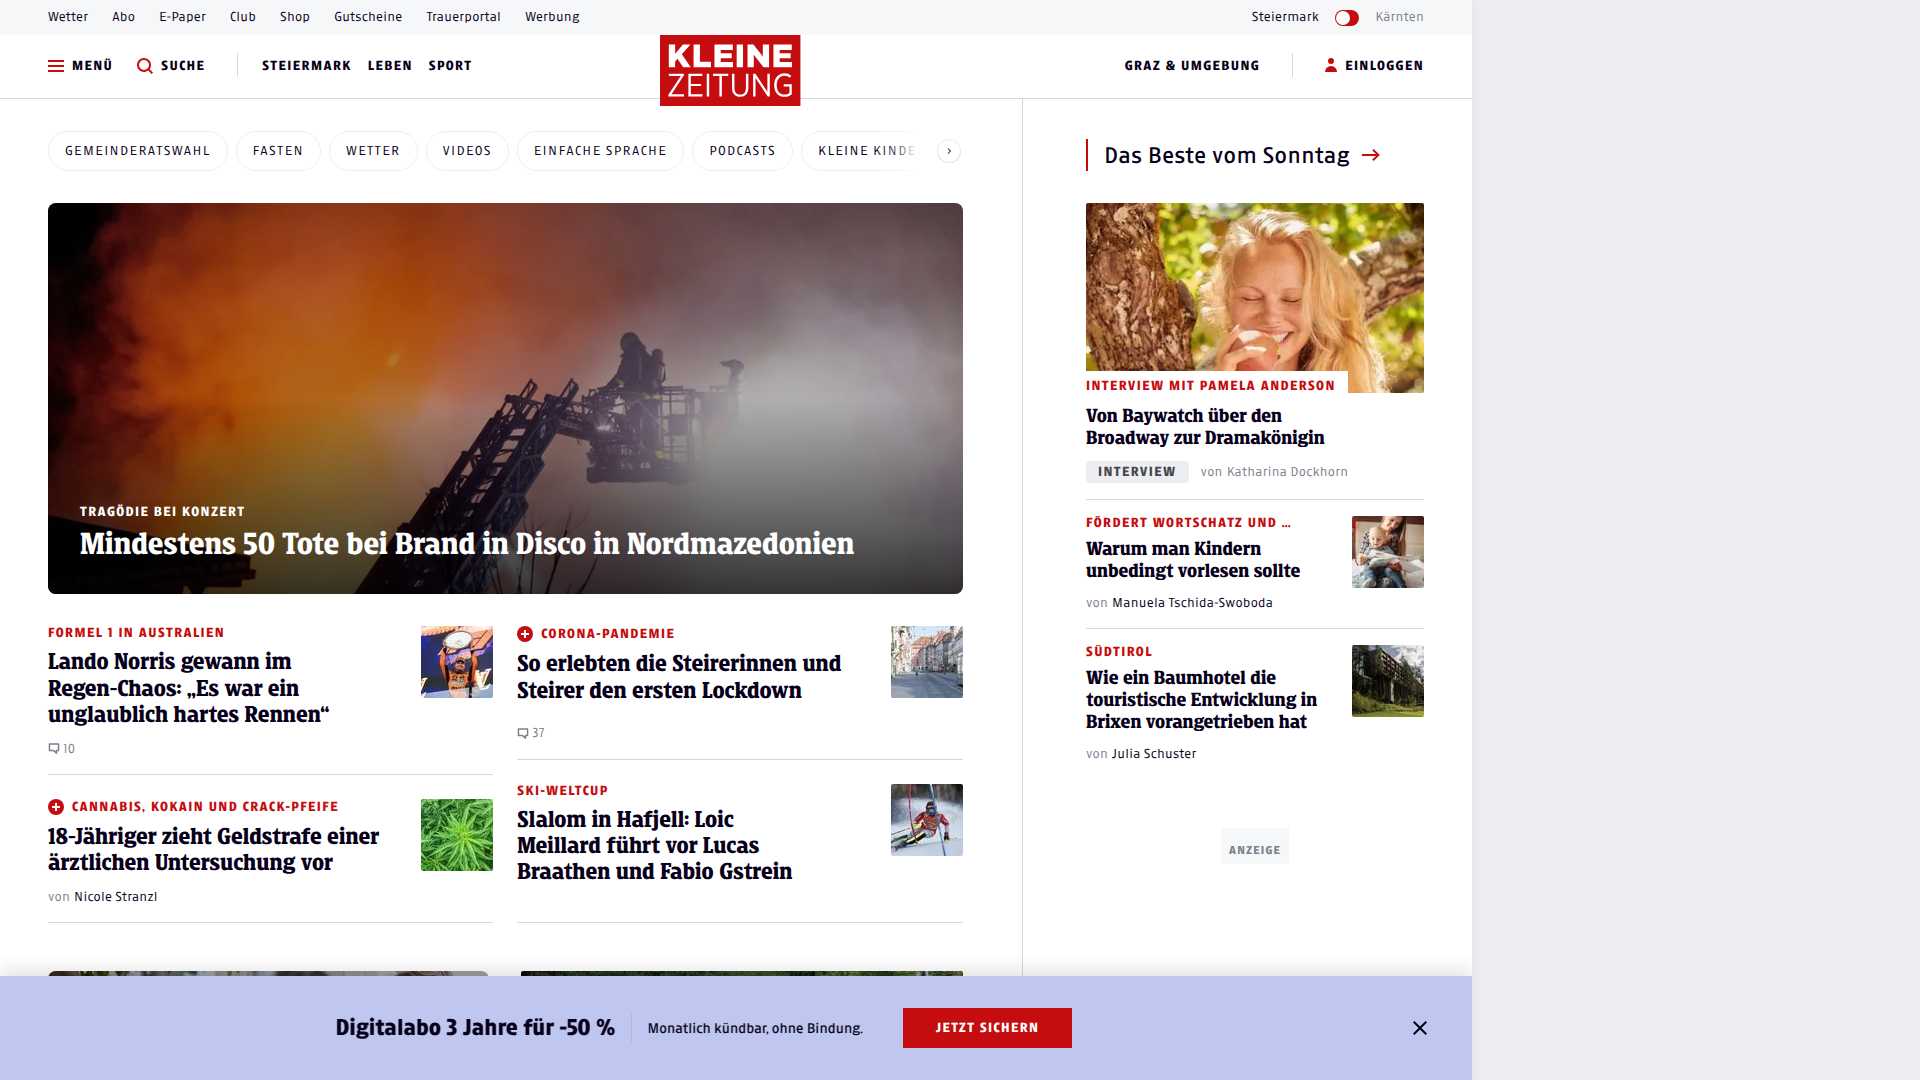 Wetter Abo E-Paper Club Shop Gutscheine Trauerportal Werbung Steiermark Kärnten
MENÜ SUCHE STEIERMARK LEBEN SPORT KLEINE ZEITUNG GRAZ & UMGEBUNG EINLOGGEN
GEMEINDERATSWAHL FASTEN WETTER VIDEOS EINFACHE SPRACHE PODCASTS KLEINE KINDE
TRAGÖDIE BEI KONZERT
Mindestens 50 Tote bei Brand in Disco in Nordmazedonien
FORMEL 1 IN AUSTRALIEN
Lando Norris gewann im
Regen-Chaos: „Es war ein
unglaublich hartes Rennen“
10
CORONA-PANDEMIE
So erlebten die Steirerinnen und
Steirer den ersten Lockdown
37
CANNABIS, KOKAIN UND CRACK-PFEIFE
18-Jähriger zieht Geldstrafe einer
ärztlichen Untersuchung vor
von Nicole Stranzl
SKI-WELTCUP
Slalom in Hafjell: Loic
Meillard führt vor Lucas
Braathen und Fabio Gstrein
Das Beste vom Sonntag
INTERVIEW MIT PAMELA ANDERSON
Von Baywatch über den
Broadway zur Dramakönigin
INTERVIEW von Katharina Dockhorn
FÖRDERT WORTSCHATZ UND …
Warum man Kindern
unbedingt vorlesen sollte
von Manuela Tschida-Swoboda
SÜDTIROL
Wie ein Baumhotel die
touristische Entwicklung in
Brixen vorangetrieben hat
von Julia Schuster
ANZEIGE
Digitalabo 3 Jahre für -50 % Monatlich kündbar, ohne Bindung. JETZT SICHERN